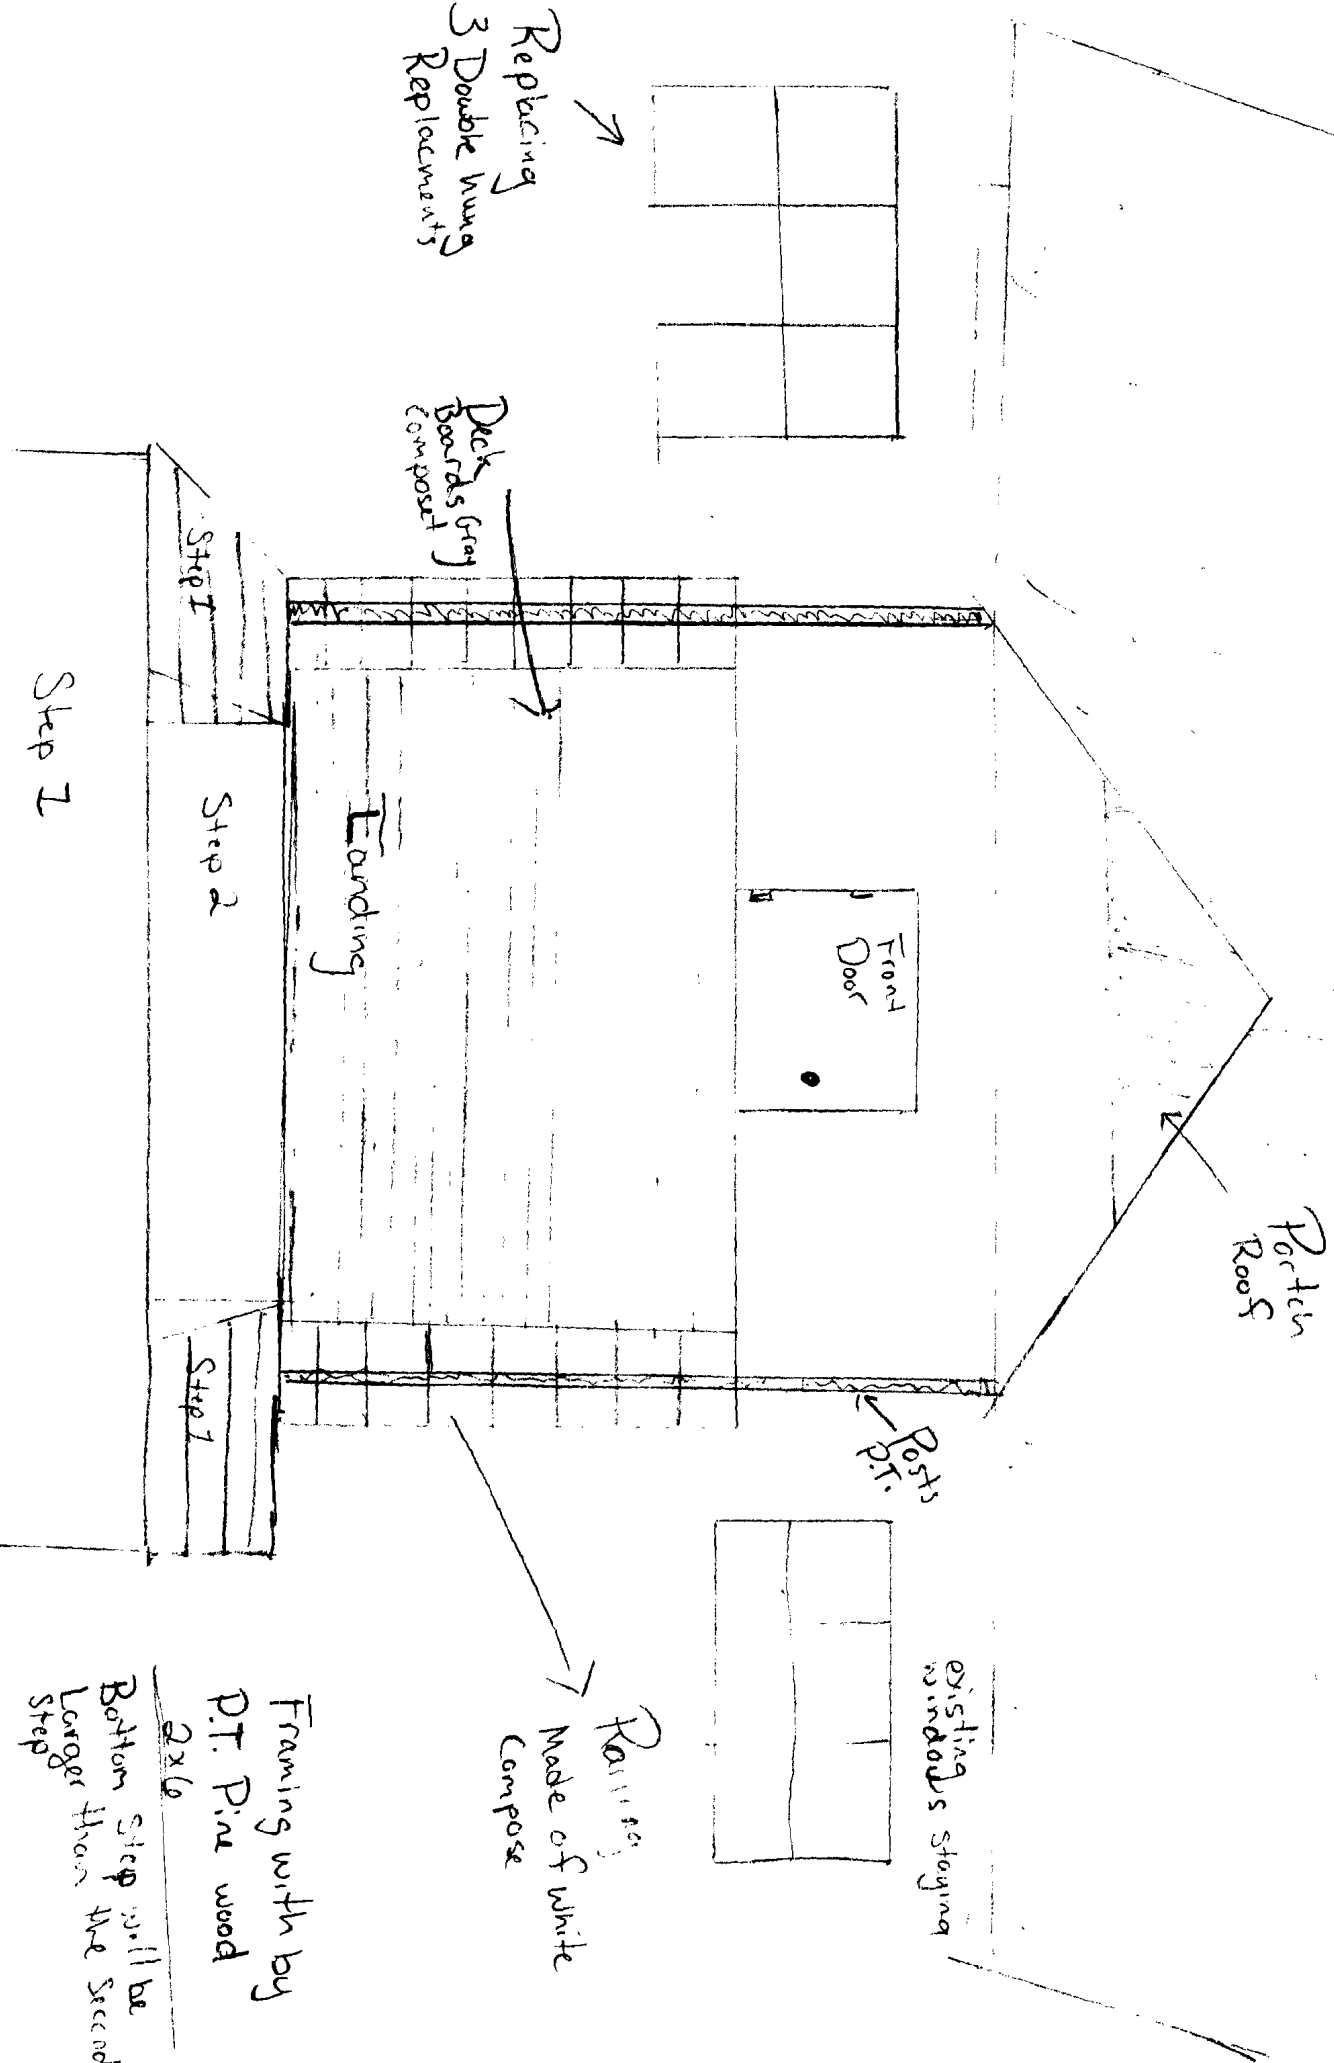 Portch
Roof
Front
Door
existing
windows staying
Posts
P.T.
Replacing
3 Double hung
Replacments
Deck
Boards Gray
composet
Landing
Railing
Made of white
Compose
Step 1
Step 2
Step 1
Step 1
Framing with by
P.T. Pine wood
2x6
Bottom Step will be
Larger than the Second
Step